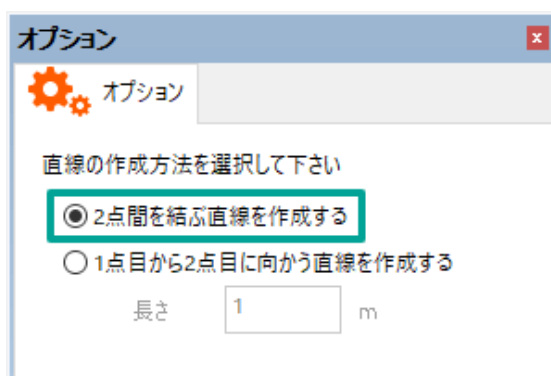 オプション
オプション
直線の作成方法を選択して下さい
2点間を結ぶ直線を作成する
1点目から2点目に向かう直線を作成する
長さ 1 m